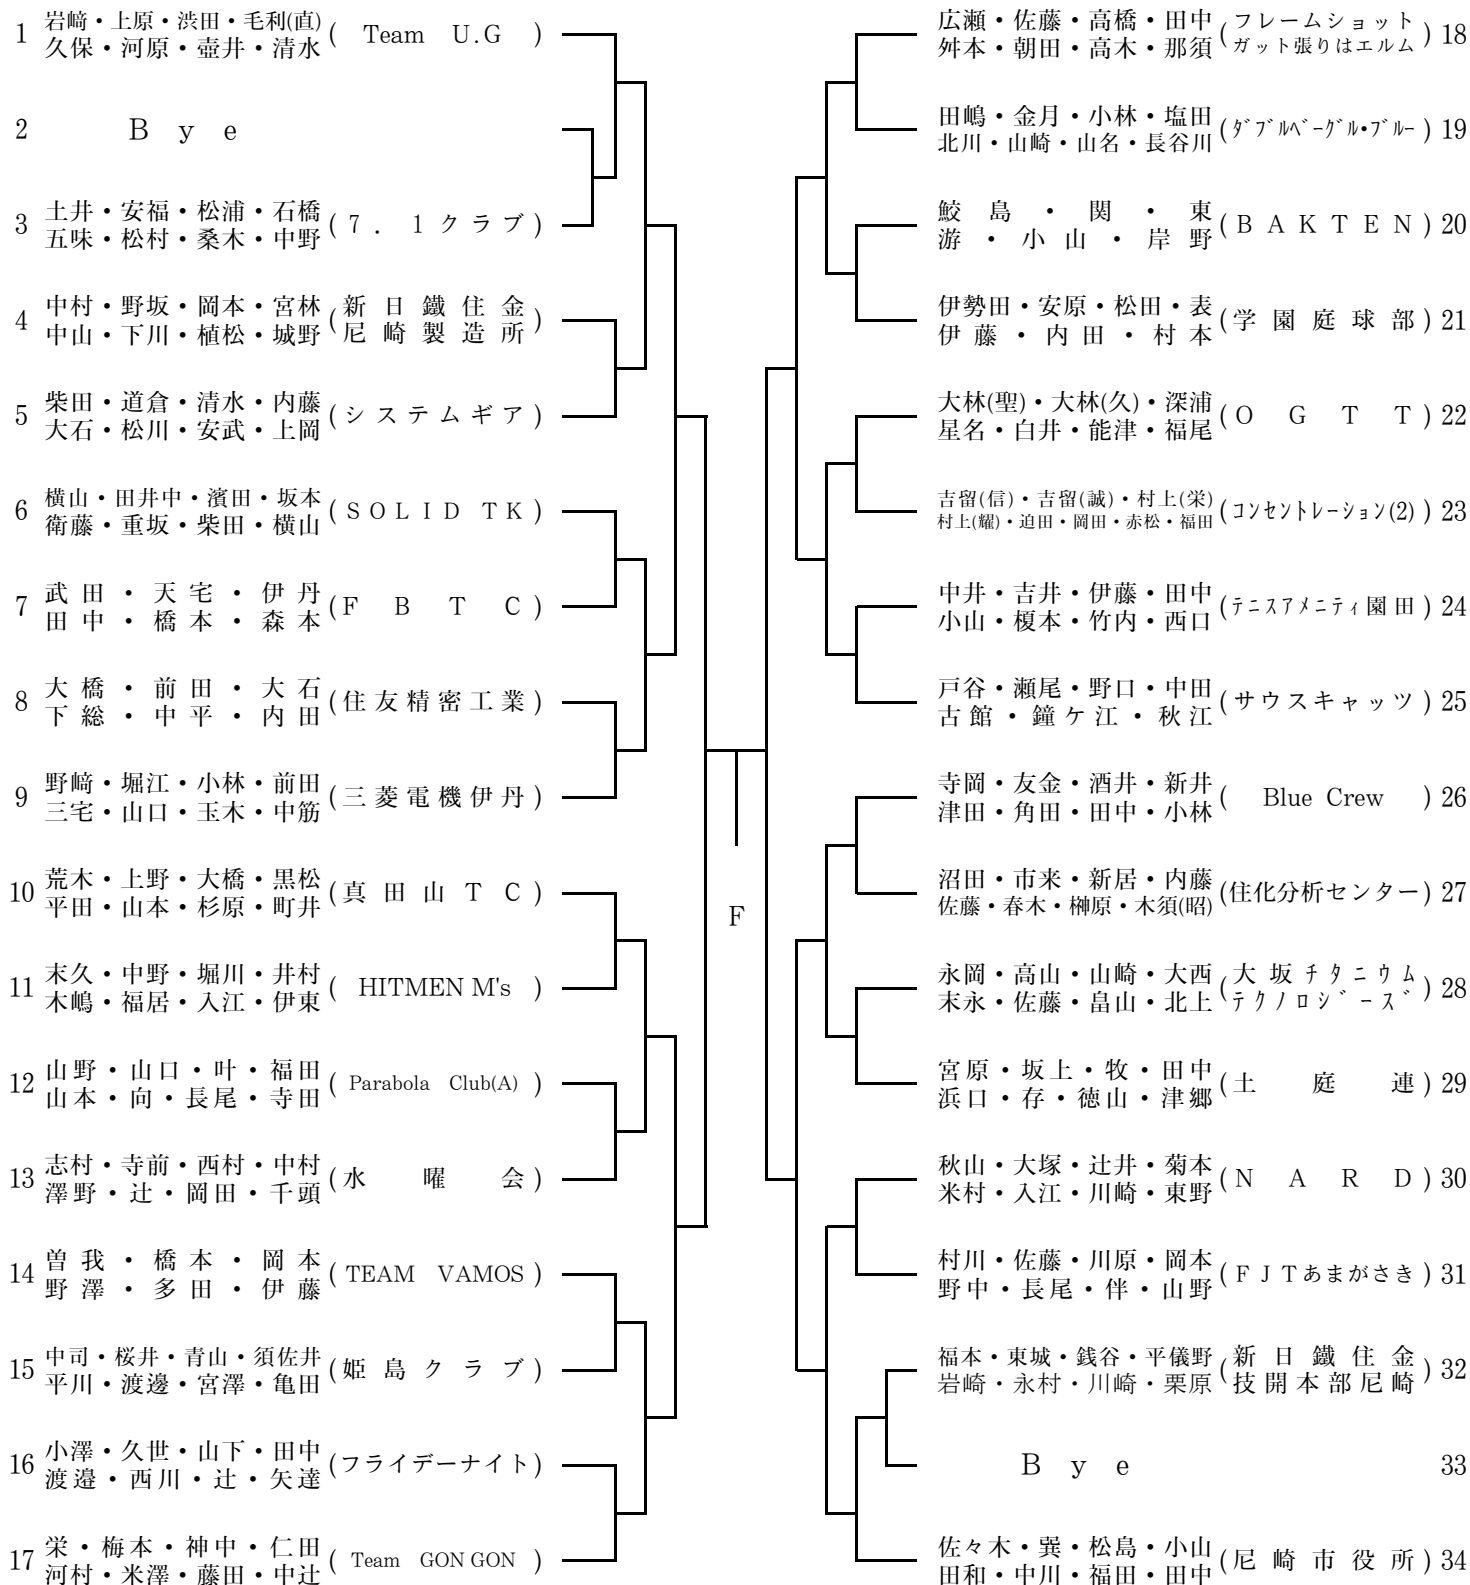 1 岩﨑・上原・渋田・毛利(直)
久保・河原・壺井・清水 ( Team U.G )
2 Bye
3 土井・安福・松浦・石橋
五味・松村・桑木・中野 (7.1クラブ)
4 中村・野坂・岡本・宮林 (新日鐵住金
中山・下川・植松・城野 尼崎製造所)
5 柴田・道倉・清水・内藤
大石・松川・安武・上岡 (システムギア)
6 横山・田井中・濱田・坂本
衛藤・重坂・柴田・横山 (SOLID TK)
7 武田・天宅・伊丹
田中・橋本・森本 (FBTC)
8 大橋・前田・大石
下総・中平・内田 (住友精密工業)
9 野﨑・堀江・小林・前田
三宅・山口・玉木・中筋 (三菱電機伊丹)
10 荒木・上野・大橋・黒松
平田・山本・杉原・町井 (真田山TC)
11 末久・中野・堀川・井村
木嶋・福居・入江・伊東 ( HITMEN M's )
12 山野・山口・叶・福田
山本・向・長尾・寺田 ( Parabola Club(A) )
13 志村・寺前・西村・中村
澤野・辻・岡田・千頭 (水曜会)
14 曽我・橋本・岡本
野澤・多田・伊藤 (TEAM VAMOS)
15 中司・桜井・青山・須佐井
平川・渡邊・宮澤・亀田 (姫島クラブ)
16 小澤・久世・山下・田中
渡邉・西川・辻・矢達 (フライデーナイト)
17 栄・梅本・神中・仁田
河村・米澤・藤田・中辻 ( Team GON GON )
F
広瀬・佐藤・高橋・田中 (フレームショット
舛本・朝田・高木・那須 ガット張りはエルム) 18
田嶋・金月・小林・塩田
北川・山崎・山名・長谷川 (ﾀﾞﾌﾞﾙﾍﾞｰｸﾞﾙ・ﾌﾞﾙｰ) 19
鮫島・関・東
游・小山・岸野 (BAKTEN) 20
伊勢田・安原・松田・表
伊藤・内田・村本 (学園庭球部) 21
大林(聖)・大林(久)・深浦
星名・白井・能津・福尾 (OGTT) 22
吉留(信)・吉留(誠)・村上(栄)
村上(耀)・迫田・岡田・赤松・福田 (コンセントレーション(2)) 23
中井・吉井・伊藤・田中
小山・榎本・竹内・西口 (テニスアメニティ園田) 24
戸谷・瀬尾・野口・中田
古館・鐘ケ江・秋江 (サウスキャッツ) 25
寺岡・友金・酒井・新井
津田・角田・田中・小林 ( Blue Crew ) 26
沼田・市来・新居・内藤
佐藤・春木・榊原・木須(昭) (住化分析センター) 27
永岡・高山・山崎・大西 (大坂チタニウム
末永・佐藤・畠山・北上 ﾃｸﾉﾛｼﾞｰｽﾞ) 28
宮原・坂上・牧・田中
浜口・存・徳山・津郷 (土庭連) 29
秋山・大塚・辻井・菊本
米村・入江・川崎・東野 (NARD) 30
村川・佐藤・川原・岡本
野中・長尾・伴・山野 (FJTあまがさき) 31
福本・東城・銭谷・平儀野 (新日鐵住金
岩崎・永村・川崎・栗原 技開本部尼崎) 32
Bye 33
佐々木・巽・松島・小山
田和・中川・福田・田中 (尼崎市役所) 34